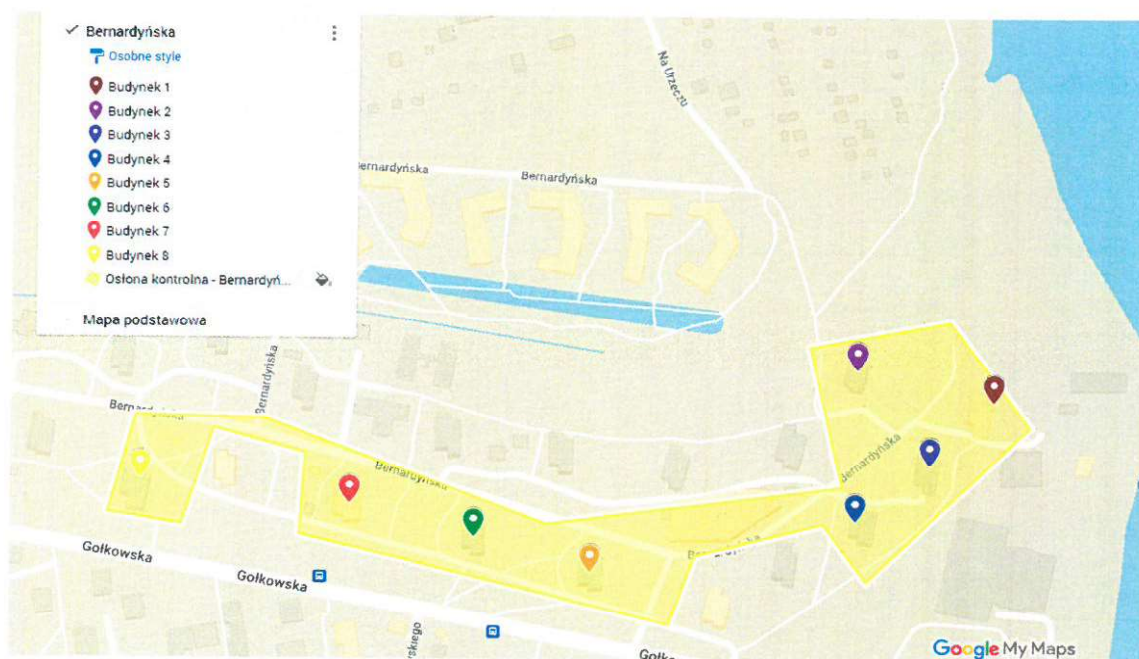 Bernardyńska
Osobne style
Budynek 1
Budynek 2
Budynek 3
Budynek 4
Budynek 5
Budynek 6
Budynek 7
Budynek 8
Osłona kontrolna - Bernardyń...
Mapa podstawowa
Na Urzeczu
Bernardyńska
Bernardyńska
Bernardyńska
Bernardyńska
Bernardyńska
Bernardyńska
Gołkowska
Gołkowska
Google My Maps